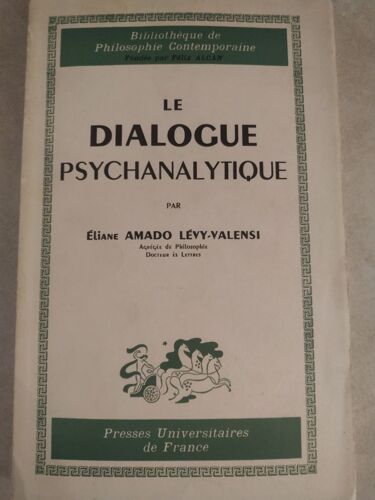 Bibliothèque de
Philosophie Contemporaine
Fondée par Félix ALCAN
LE
DIALOGUE
PSYCHANALYTIQUE
PAR
ÉLIANE AMADO LÉVY-VALENSI
Agrégée de Philosophie
Docteur ès Lettres
Presses Universitaires
de France